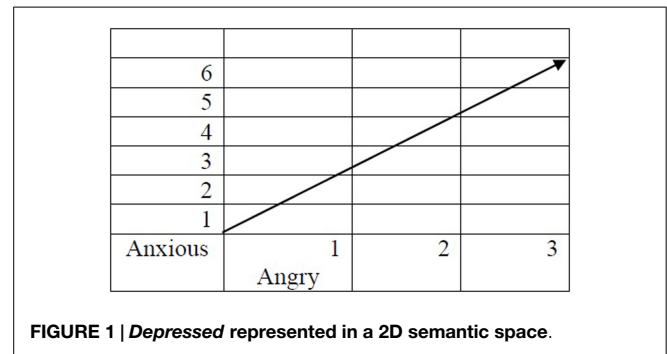 6
5
4
3
2
1
Anxious 1 2 3
Angry
FIGURE 1 | Depressed represented in a 2D semantic space.